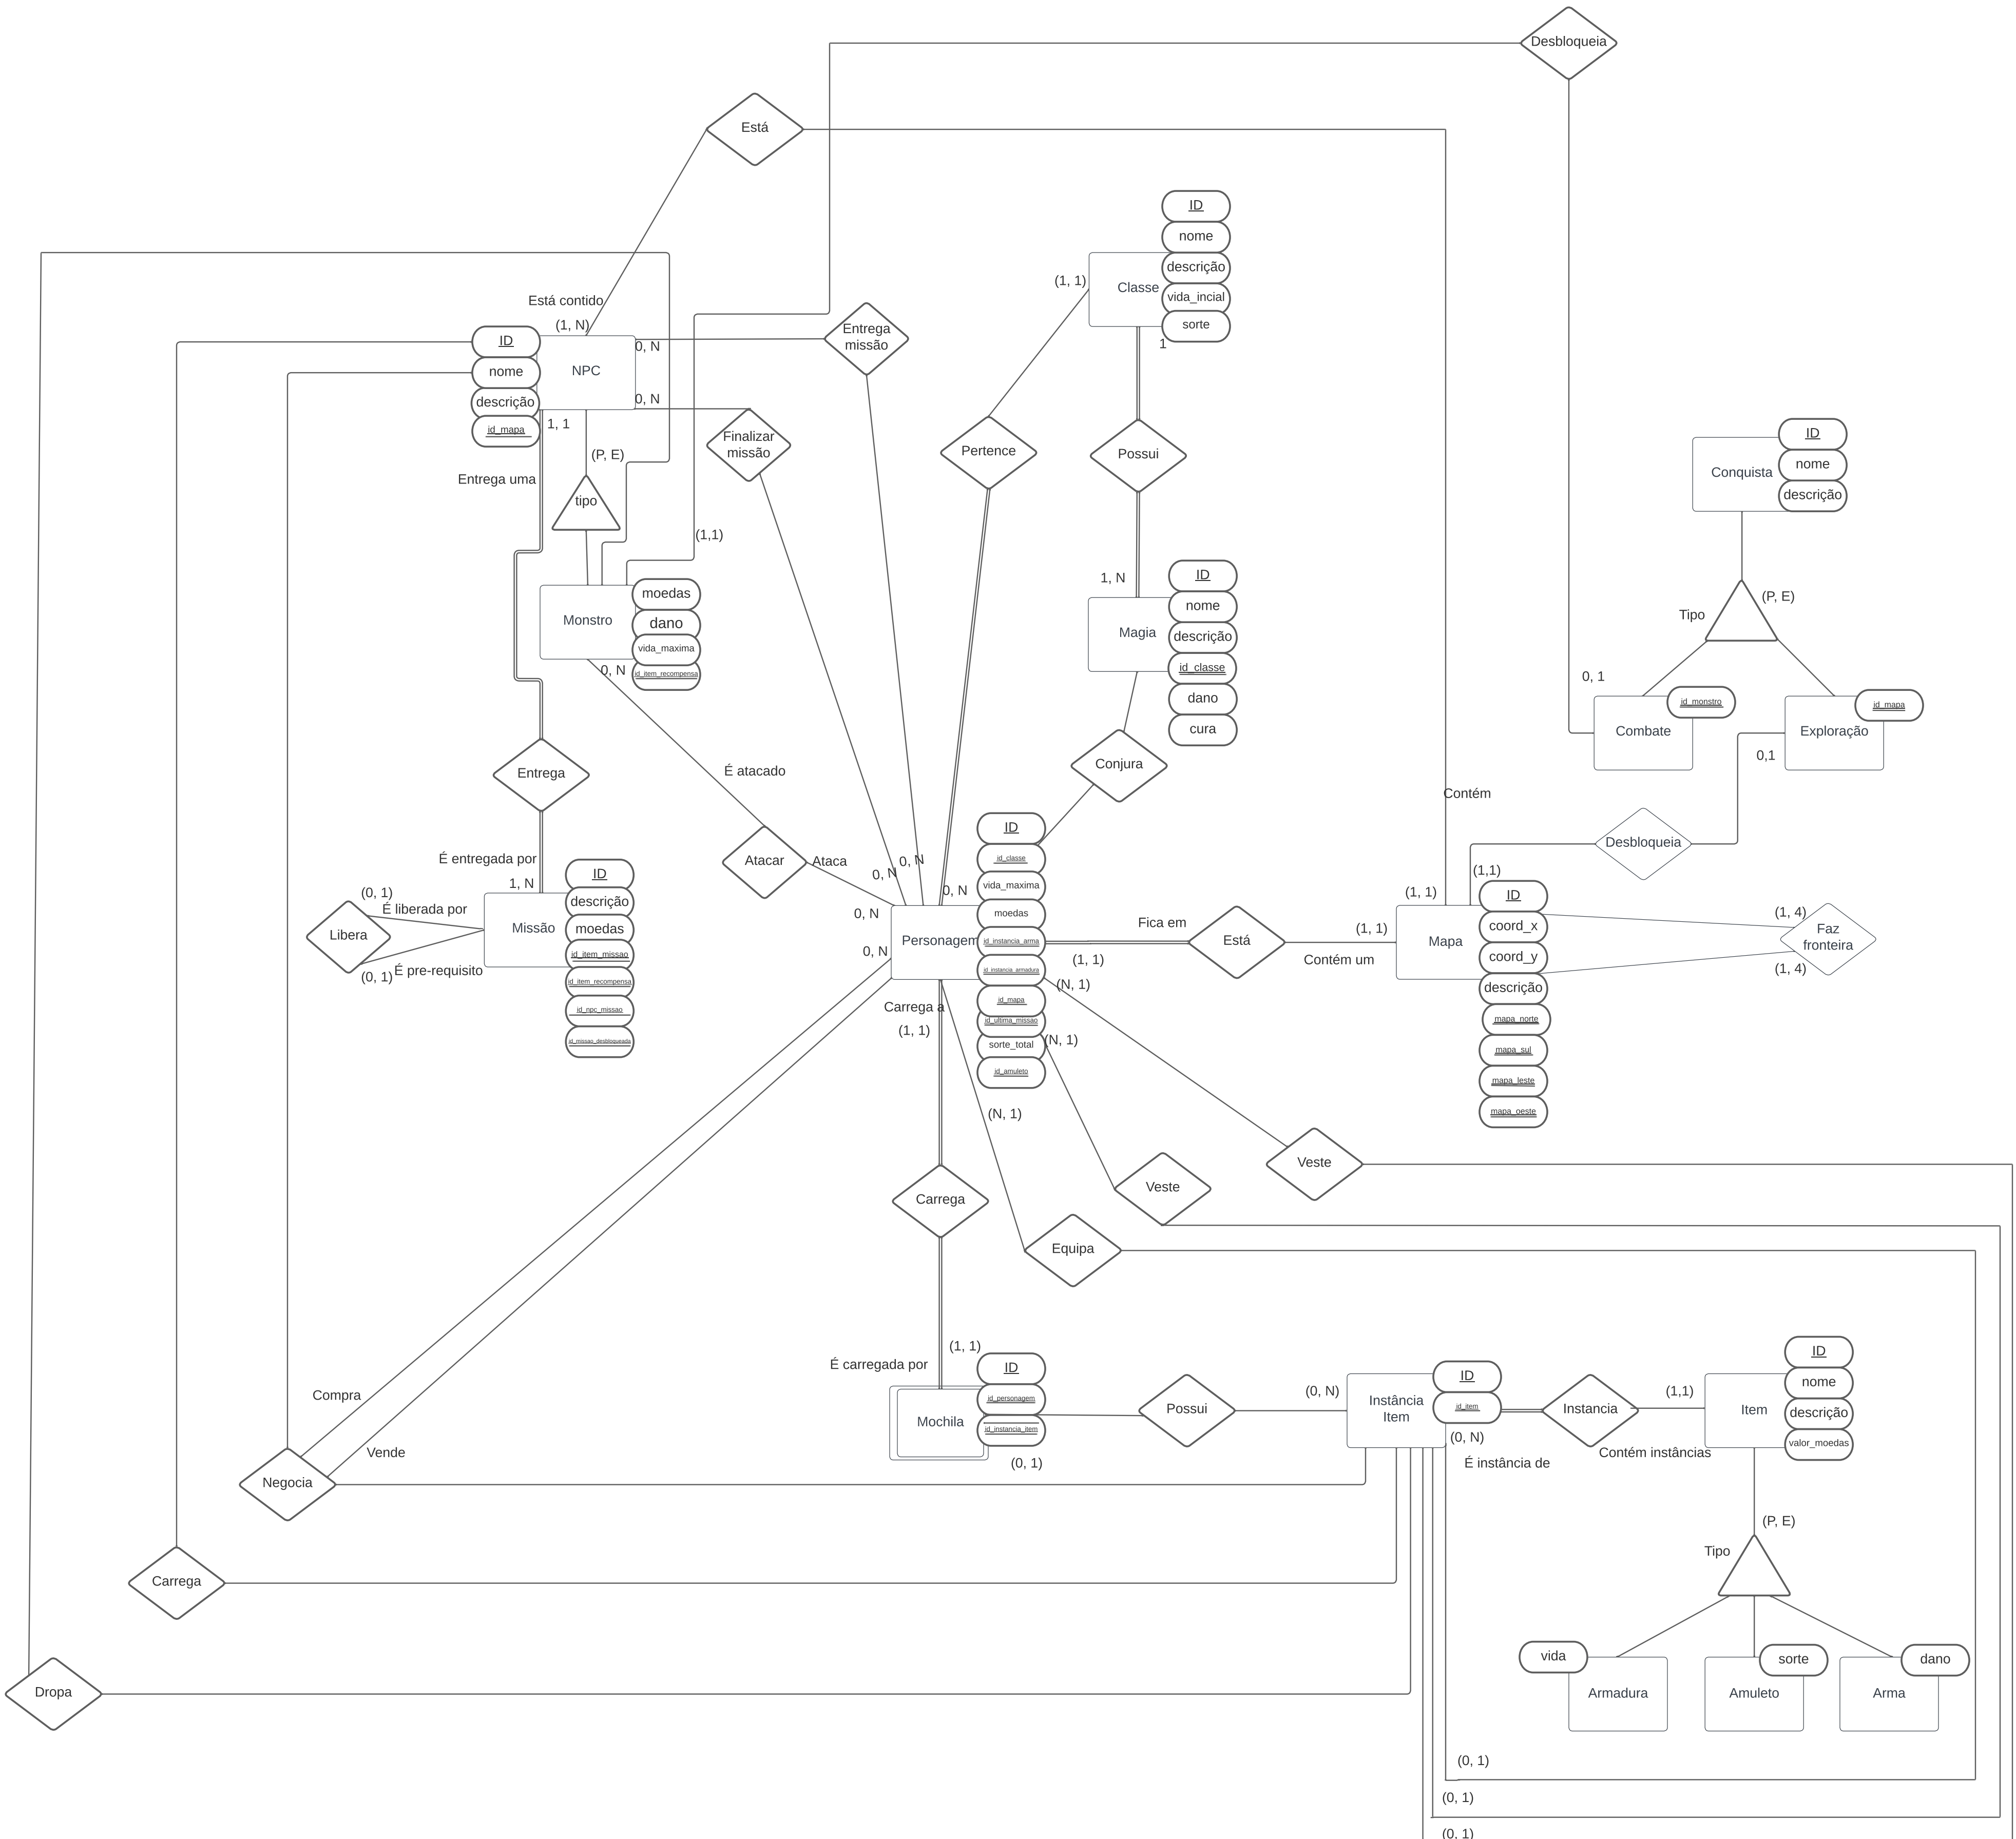 Desbloqueia
Está
ID
nome
descrição
vida_incial
sorte
Classe
(1, 1)
1
Está contido
(1, N)
ID
nome
descrição
id_mapa
NPC
0, N
0, N
1, 1
Entrega
missão
Finalizar
missão
Pertence
Possui
(P, E)
Entrega uma
tipo
(1,1)
ID
nome
descrição
Conquista
(P, E)
Tipo
1, N
Monstro
moedas
dano
vida_maxima
id_item_recompensa
0, N
Magia
ID
nome
descrição
id_classe
dano
cura
0, 1
id_monstro
Combate
id_mapa
Exploração
0,1
Entrega
É atacado
Conjura
Contém
Desbloqueia
Atacar
Ataca
0, N
0, N
0, N
0, N
0, N
É entregada por
1, N
(0, 1)
É liberada por
Libera
(0, 1)
É pre-requisito
Missão
ID
descrição
moedas
id_item_missao
id_item_recompensa
id_npc_missao
id_missao_desbloqueada
Personagem
ID
id_classe
vida_maxima
moedas
id_instancia_arma
id_instancia_armadura
id_mapa
id_ultima_missao
sorte_total
id_amuleto
Fica em
(1, 1)
Está
(1, 1)
Contém um
(1, 1)
(1,1)
Mapa
ID
coord_x
coord_y
descrição
mapa_norte
mapa_sul
mapa_leste
mapa_oeste
(1, 4)
Faz
fronteira
(1, 4)
(N, 1)
(N, 1)
(N, 1)
Carrega a
(1, 1)
Veste
Veste
Carrega
Equipa
(1, 1)
É carregada por
Mochila
ID
id_personagem
id_instancia_item
(0, 1)
Possui
(0, N)
Instância
Item
ID
id_item
(0, N)
É instância de
Instancia
(1,1)
Contém instâncias
Item
ID
nome
descrição
valor_moedas
Compra
Vende
Negocia
(P, E)
Tipo
Carrega
Dropa
vida
Armadura
sorte
Amuleto
dano
Arma
(0, 1)
(0, 1)
(0, 1)